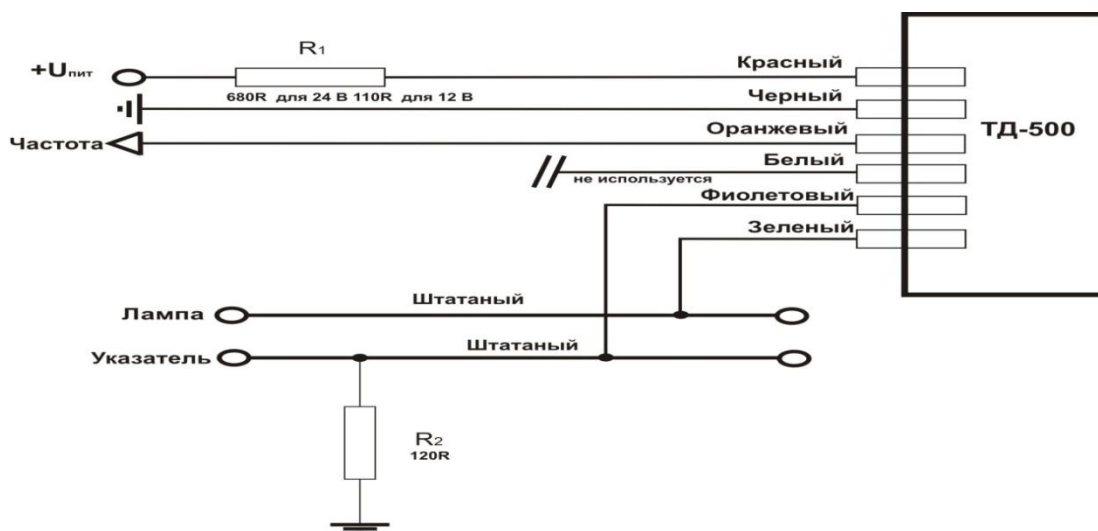 R1
+Uпит
680R для 24 В 110R для 12 В
Красный
Черный
Частота
Оранжевый
ТД-500
Белый
не используется
Фиолетовый
Зеленый
Штатаный
Лампа
Штатаный
Указатель
R2
120R